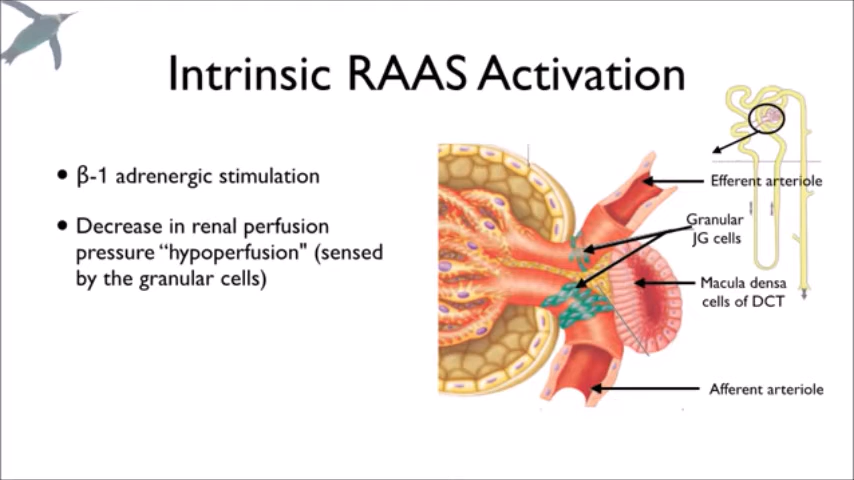 Intrinsic RAAS Activation
• β-1 adrenergic stimulation
• Decrease in renal perfusion
pressure “hypoperfusion" (sensed
by the granular cells)
Efferent arteriole
Granular
JG cells
Macula densa
cells of DCT
Afferent arteriole